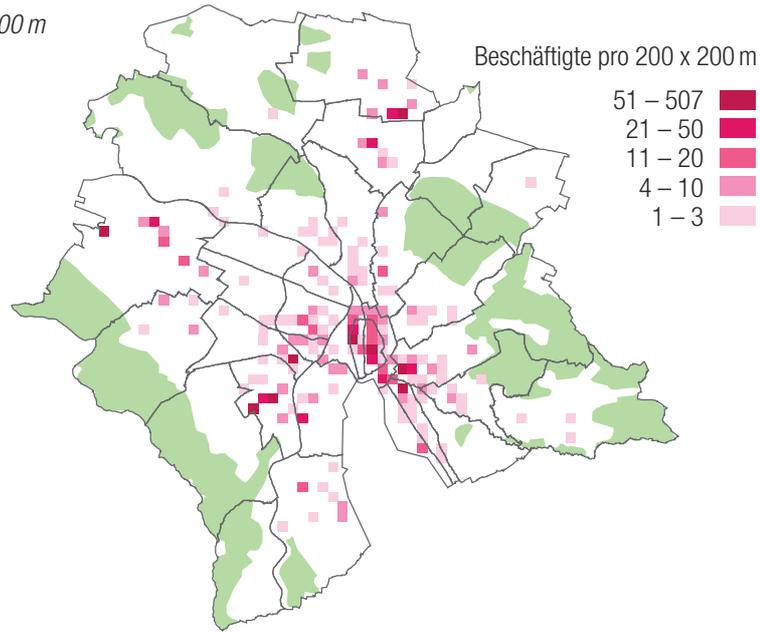 00 m
Beschäftigte pro 200 x 200 m
51 – 507
21 – 50
11 – 20
4 – 10
1 – 3